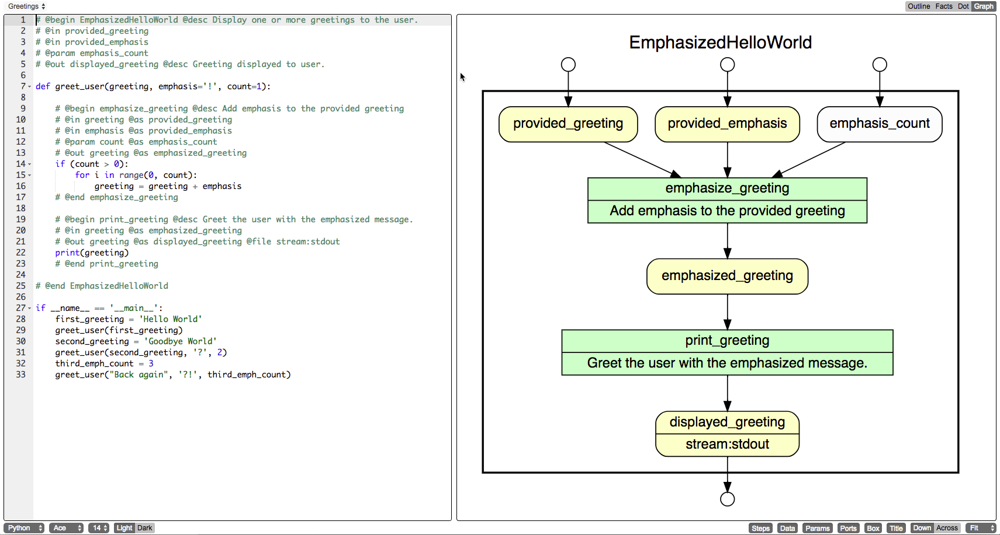 Greetings
Outline Facts Dot Graph
1 # @begin EmphasizedHelloWorld @desc Display one or more greetings to the user.
2 # @in provided_greeting
3 # @in provided_emphasis
4 # @param emphasis_count
5 # @out displayed_greeting @desc Greeting displayed to user.
6
7 def greet_user(greeting, emphasis='!', count=1):
8
9 # @begin emphasize_greeting @desc Add emphasis to the provided greeting
10 # @in greeting @as provided_greeting
11 # @in emphasis @as provided_emphasis
12 # @param count @as emphasis_count
13 # @out greeting @as emphasized_greeting
14 if (count > 0):
15 for i in range(0, count):
16 greeting = greeting + emphasis
17 # @end emphasize_greeting
18
19 # @begin print_greeting @desc Greet the user with the emphasized message.
20 # @in greeting @as emphasized_greeting
21 # @out greeting @as displayed_greeting @file stream:stdout
22 print(greeting)
23 # @end print_greeting
24
25 # @end EmphasizedHelloWorld
26
27 if __name__ == '__main__':
28 first_greeting = 'Hello World'
29 greet_user(first_greeting)
30 second_greeting = 'Goodbye World'
31 greet_user(second_greeting, '?', 2)
32 third_emph_count = 3
33 greet_user("Back again", '?!', third_emph_count)
EmphasizedHelloWorld
provided_greeting provided_emphasis emphasis_count
emphasize_greeting
Add emphasis to the provided greeting
emphasized_greeting
print_greeting
Greet the user with the emphasized message.
displayed_greeting
stream:stdout
Python Ace 14 Light Dark
Steps Data Params Ports Box Title Down Across Fit